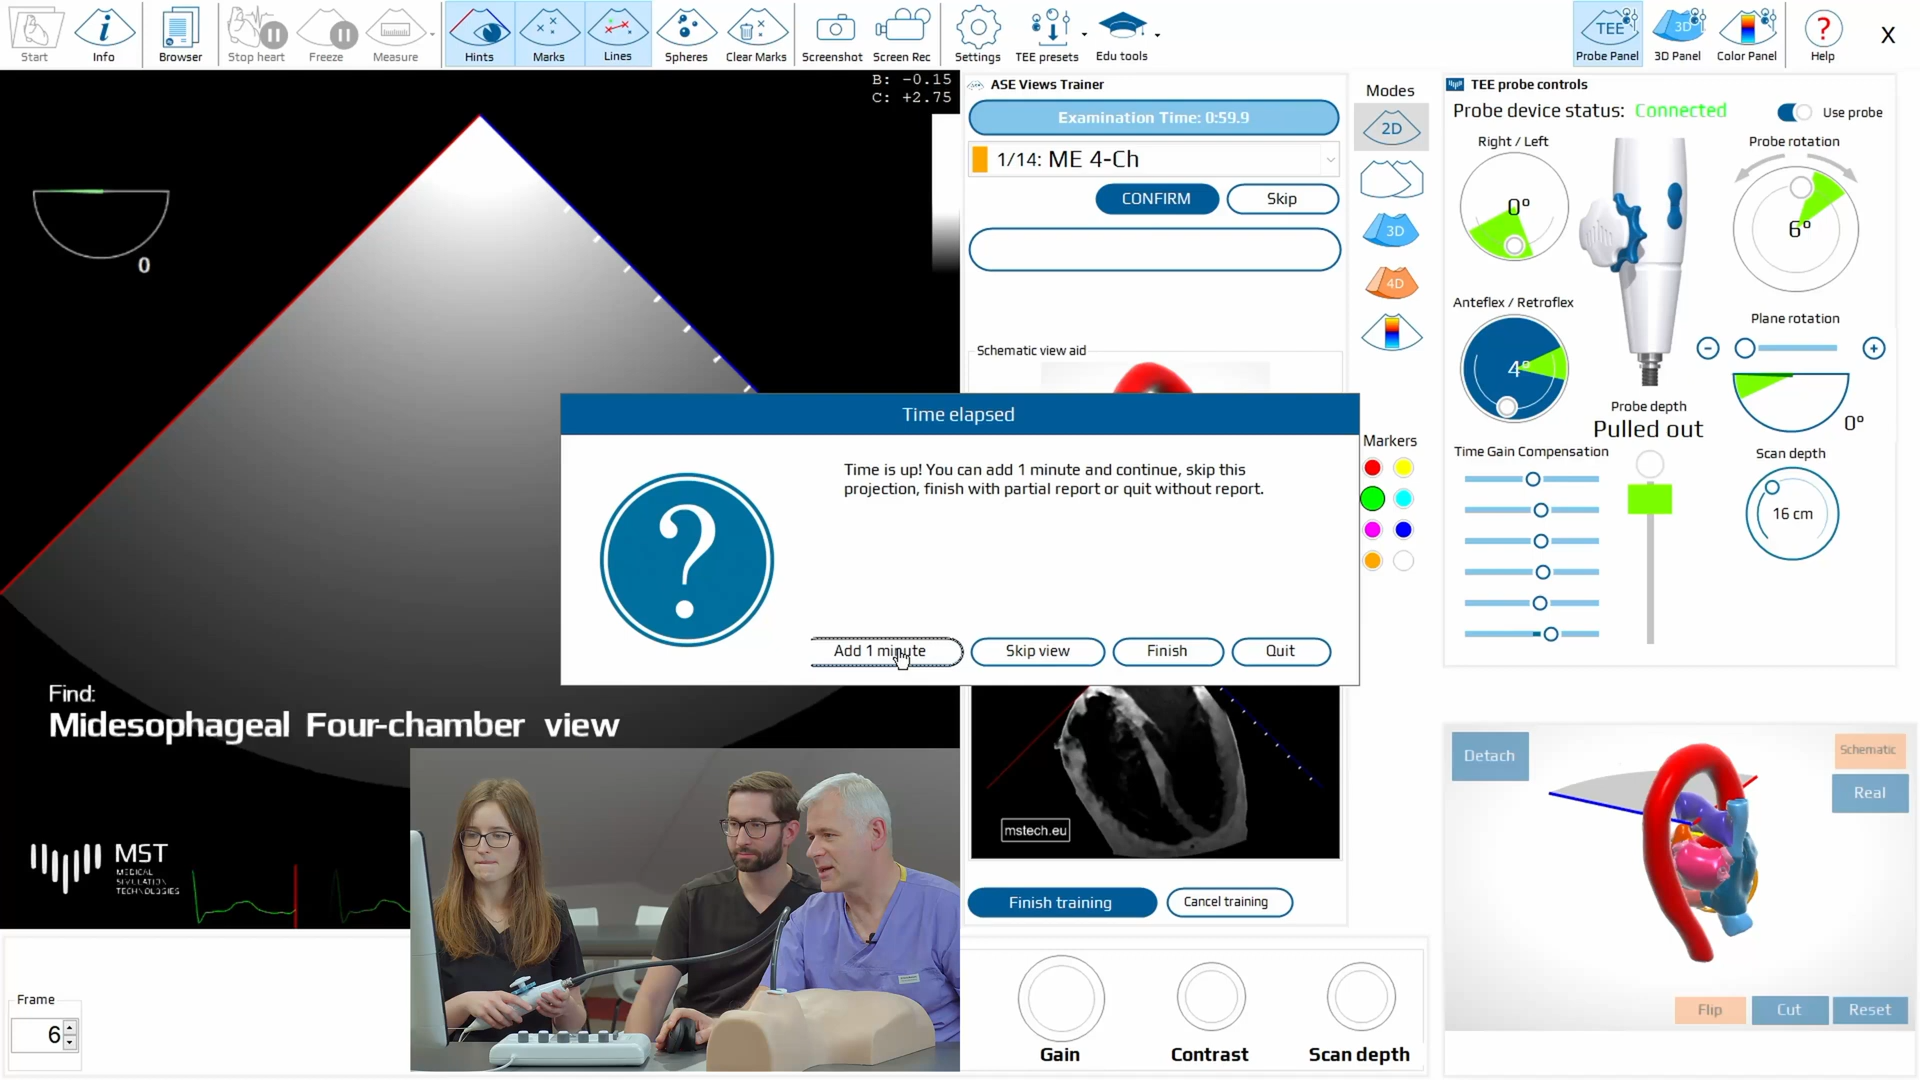 Start
Info
Browser
Stop heart
Freeze
Measure
Hints
Marks
Lines
Spheres
Clear Marks
Screenshot
Screen Rec
Settings
TEE presets
Edu tools
TEE
Probe Panel
3D
3D Panel
Color Panel
?
Help
X
B: -0.15
C: +2.75
0
ASE Views Trainer
Examination Time: 0:59.9
1/14: ME 4-Ch
CONFIRM
Skip
Schematic view aid
Modes
2D
3D
4D
Markers
TEE probe controls
Probe device status: Connected
Use probe
Right / Left
0°
Probe rotation
6°
Anteflex / Retroflex
4°
Plane rotation
0°
Probe depth
Pulled out
Time Gain Compensation
Scan depth
16 cm
Time elapsed
?
Time is up! You can add 1 minute and continue, skip this
projection, finish with partial report or quit without report.
Add 1 minute
Skip view
Finish
Quit
Find:
Midesophageal Four-chamber view
MST
MEDICAL
SIMULATION
TECHNOLOGIES
mstech.eu
Finish training
Cancel training
Detach
Schematic
Real
Flip
Cut
Reset
Frame
6
Gain
Contrast
Scan depth